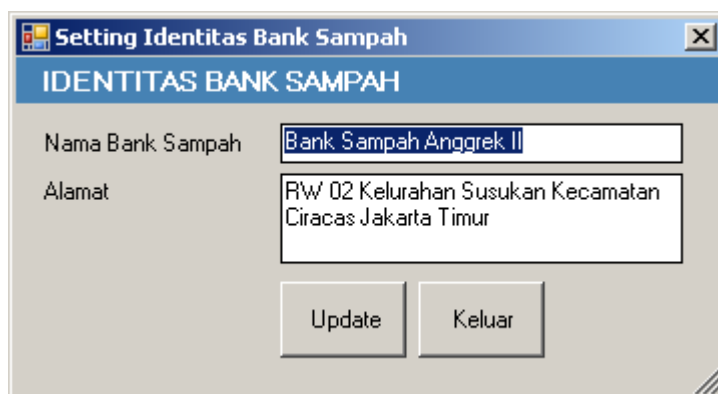 Setting Identitas Bank Sampah
IDENTITAS BANK SAMPAH
Nama Bank Sampah
Bank Sampah Anggrek II
Alamat
RW 02 Kelurahan Susukan Kecamatan
Ciracas Jakarta Timur
Update
Keluar